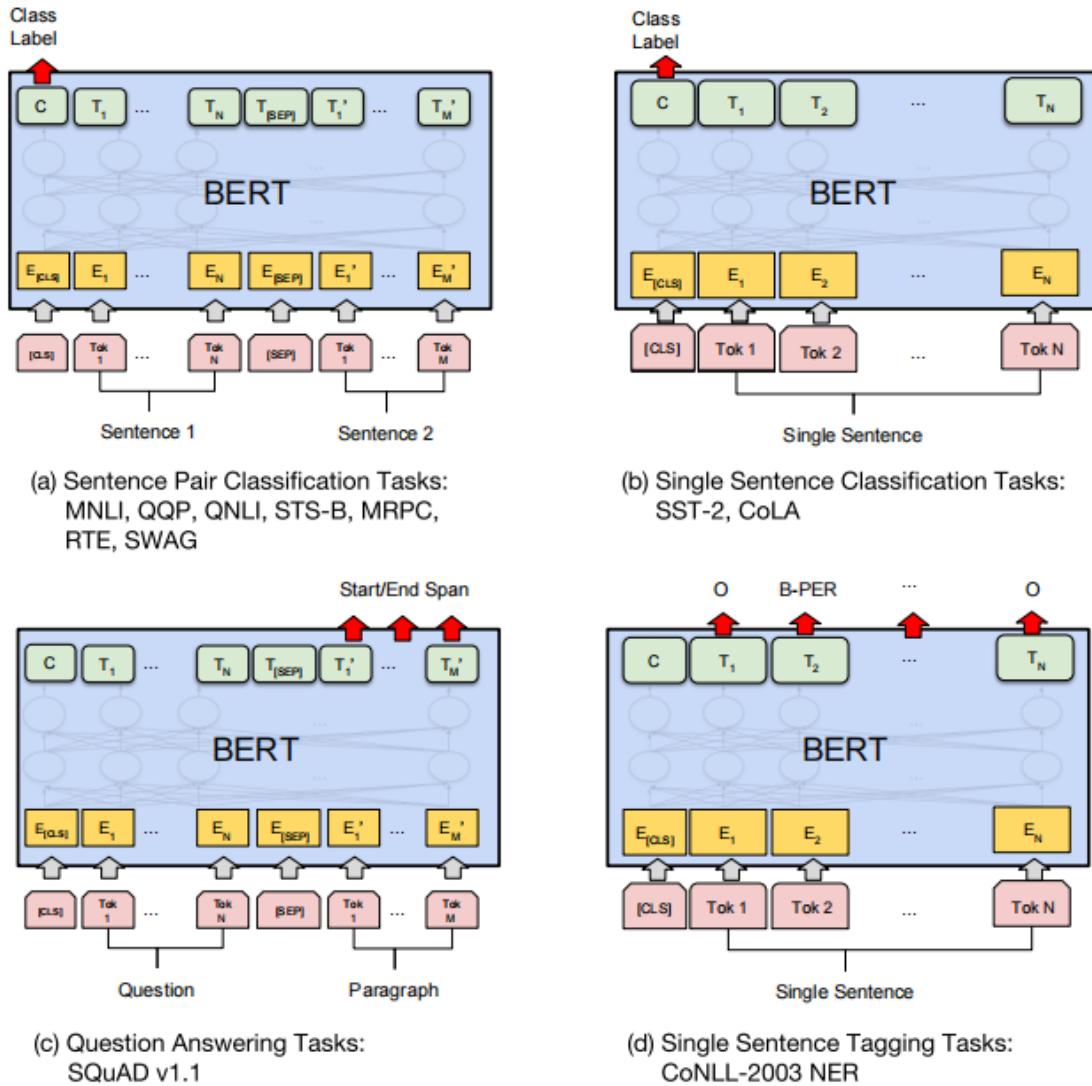 Class
Label
C T1 ... TN T[SEP] T1' ... TM'
...
BERT
...
E[CLS] E1 ... EN E[SEP] E1' ... EM'
[CLS] Tok 1 ... Tok N [SEP] Tok 1 ... Tok M
Sentence 1 Sentence 2
(a) Sentence Pair Classification Tasks:
MNLI, QQP, QNLI, STS-B, MRPC,
RTE, SWAG
Class
Label
C T1 T2 ... TN
...
BERT
...
E[CLS] E1 E2 ... EN
[CLS] Tok 1 Tok 2 ... Tok N
Single Sentence
(b) Single Sentence Classification Tasks:
SST-2, CoLA
Start/End Span
C T1 ... TN T[SEP] T1' ... TM'
...
BERT
...
E[CLS] E1 ... EN E[SEP] E1' ... EM'
[CLS] Tok 1 ... Tok N [SEP] Tok 1 ... Tok M
Question Paragraph
(c) Question Answering Tasks:
SQuAD v1.1
O B-PER ... O
C T1 T2 ... TN
...
BERT
...
E[CLS] E1 E2 ... EN
[CLS] Tok 1 Tok 2 ... Tok N
Single Sentence
(d) Single Sentence Tagging Tasks:
CoNLL-2003 NER